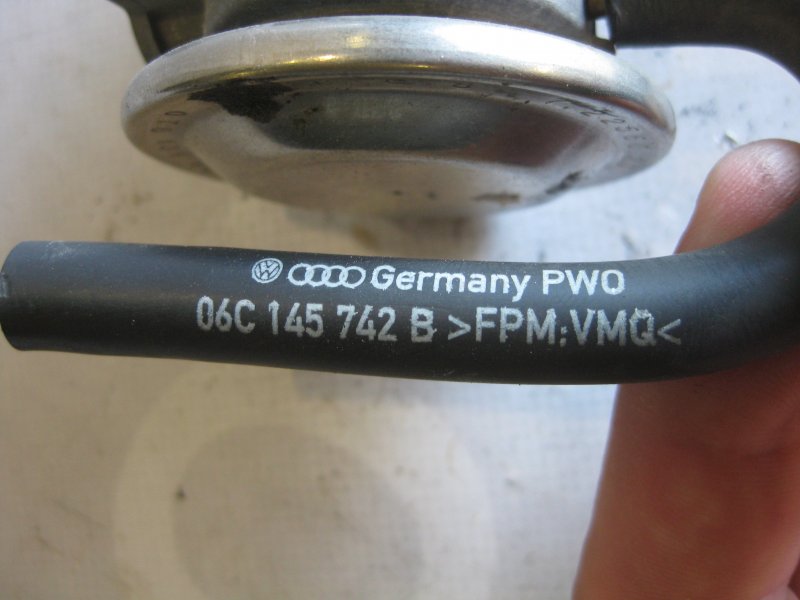 Germany PWO
06C 145 742 B >FPM:VMQ<